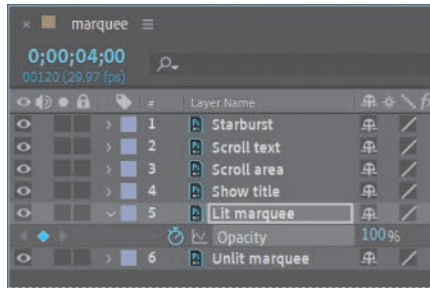 × marquee ≡
0;00;04;00
00120 (29.97 fps)
# Layer Name
1 Starburst
2 Scroll text
3 Scroll area
4 Show title
5 Lit marquee
Opacity 100%
6 Unlit marquee